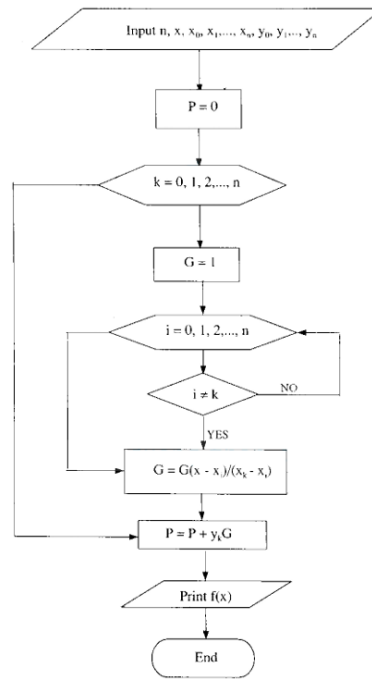 Input n, x, x₀, x₁,..., xₙ, y₀, y₁,.., yₙ
P = 0
k = 0, 1, 2,..., n
G = 1
i = 0, 1, 2,..., n
i ≠ k
NO
YES
G = G(x - xᵢ)/(xₖ - xᵢ)
P = P + yₖG
Print f(x)
End